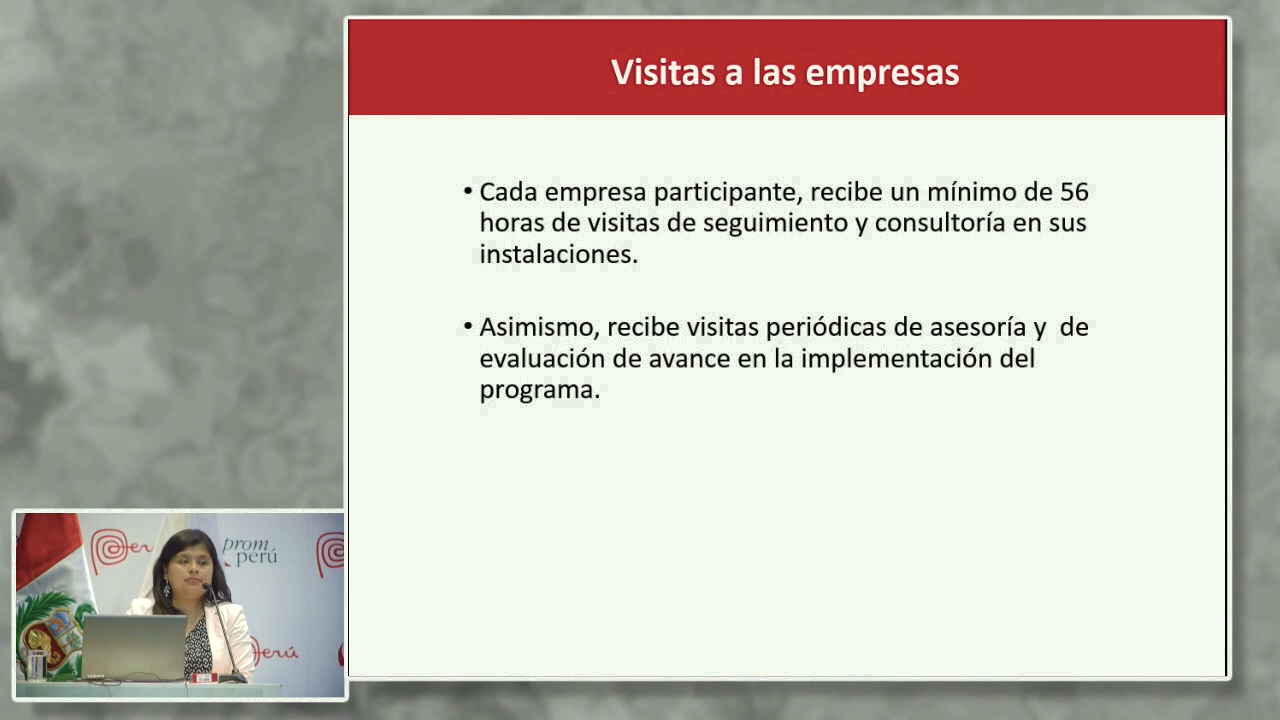 Visitas a las empresas
• Cada empresa participante, recibe un mínimo de 56
horas de visitas de seguimiento y consultoría en sus
instalaciones.
• Asimismo, recibe visitas periódicas de asesoría y  de
evaluación de avance en la implementación del
programa.
Perú
prom
perú
Perú